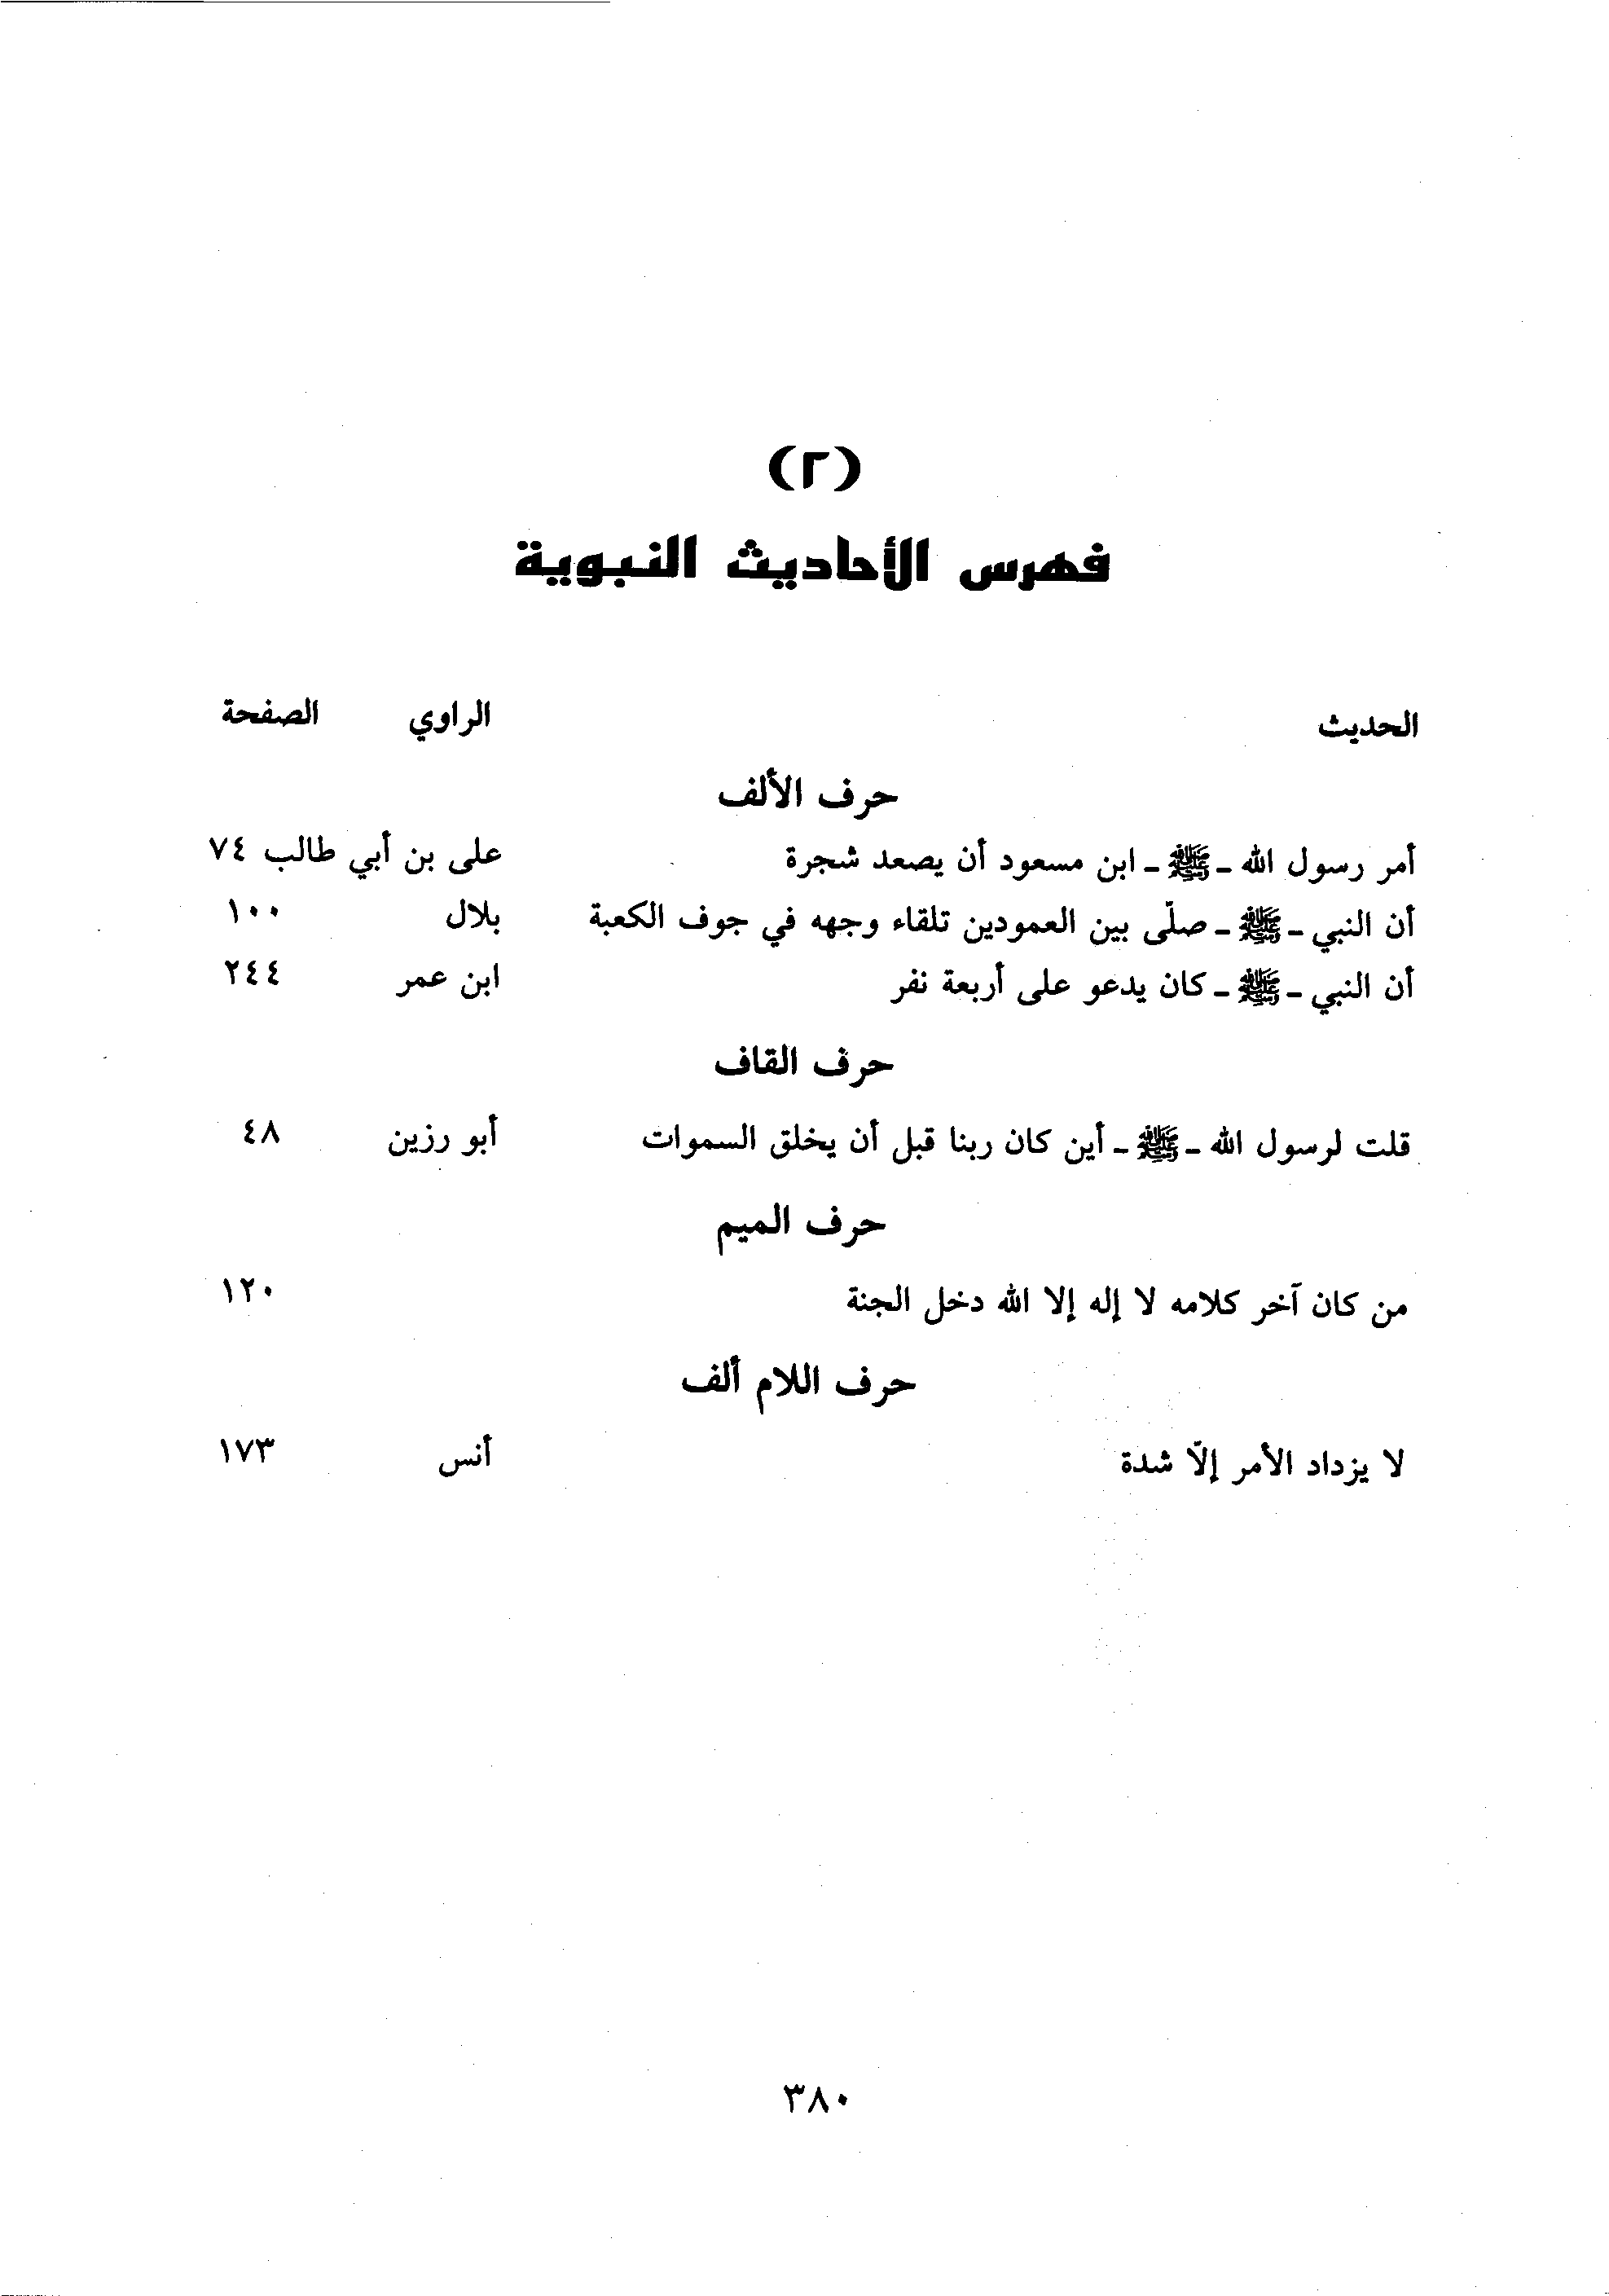 (٢)
فهرس الأحاديث النبوية
الحديث الراوي الصفحة
حرف الألف
أمر رسول الله - ﷺ - ابن مسعود أن يصعد شجرة على بن أبي طالب ٧٤
أن النبي - ﷺ - صلّى بين العمودين تلقاء وجهه في جوف الكعبة بلال ١٠٠
أن النبي - ﷺ - كان يدعو على أربعة نفر ابن عمر ٢٤٤
حرف القاف
قلت لرسول الله - ﷺ - أين كان ربنا قبل أن يخلق السموات أبو رزين ٤٨
حرف الميم
من كان آخر كلامه لا إله إلا الله دخل الجنة ١٢٠
حرف اللام ألف
لا يزداد الأمر إلّا شدة أنس ١٧٣
٣٨٠